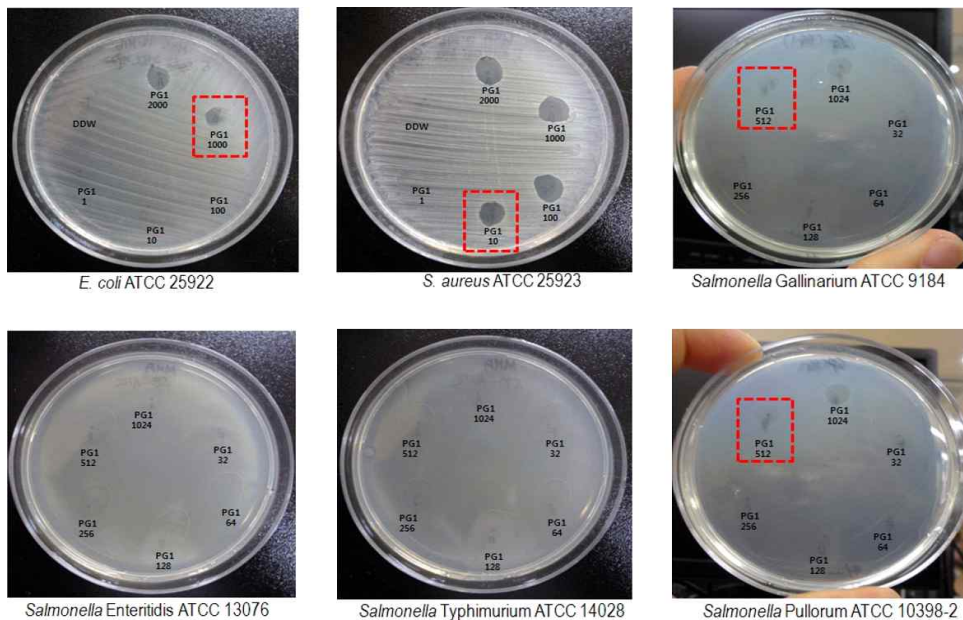 PG1
2000
DDW
PG1
1000
PG1
1
PG1
100
PG1
10
E. coli ATCC 25922
PG1
2000
DDW
PG1
1000
PG1
1
PG1
100
PG1
10
S. aureus ATCC 25923
PG1
1024
PG1
512
PG1
32
PG1
256
PG1
64
PG1
128
Salmonella Gallinarium ATCC 9184
PG1
1024
PG1
512
PG1
32
PG1
256
PG1
64
PG1
128
Salmonella Enteritidis ATCC 13076
PG1
1024
PG1
512
PG1
32
PG1
256
PG1
64
PG1
128
Salmonella Typhimurium ATCC 14028
PG1
1024
PG1
512
PG1
32
PG1
256
PG1
64
PG1
128
Salmonella Pullorum ATCC 10398-2